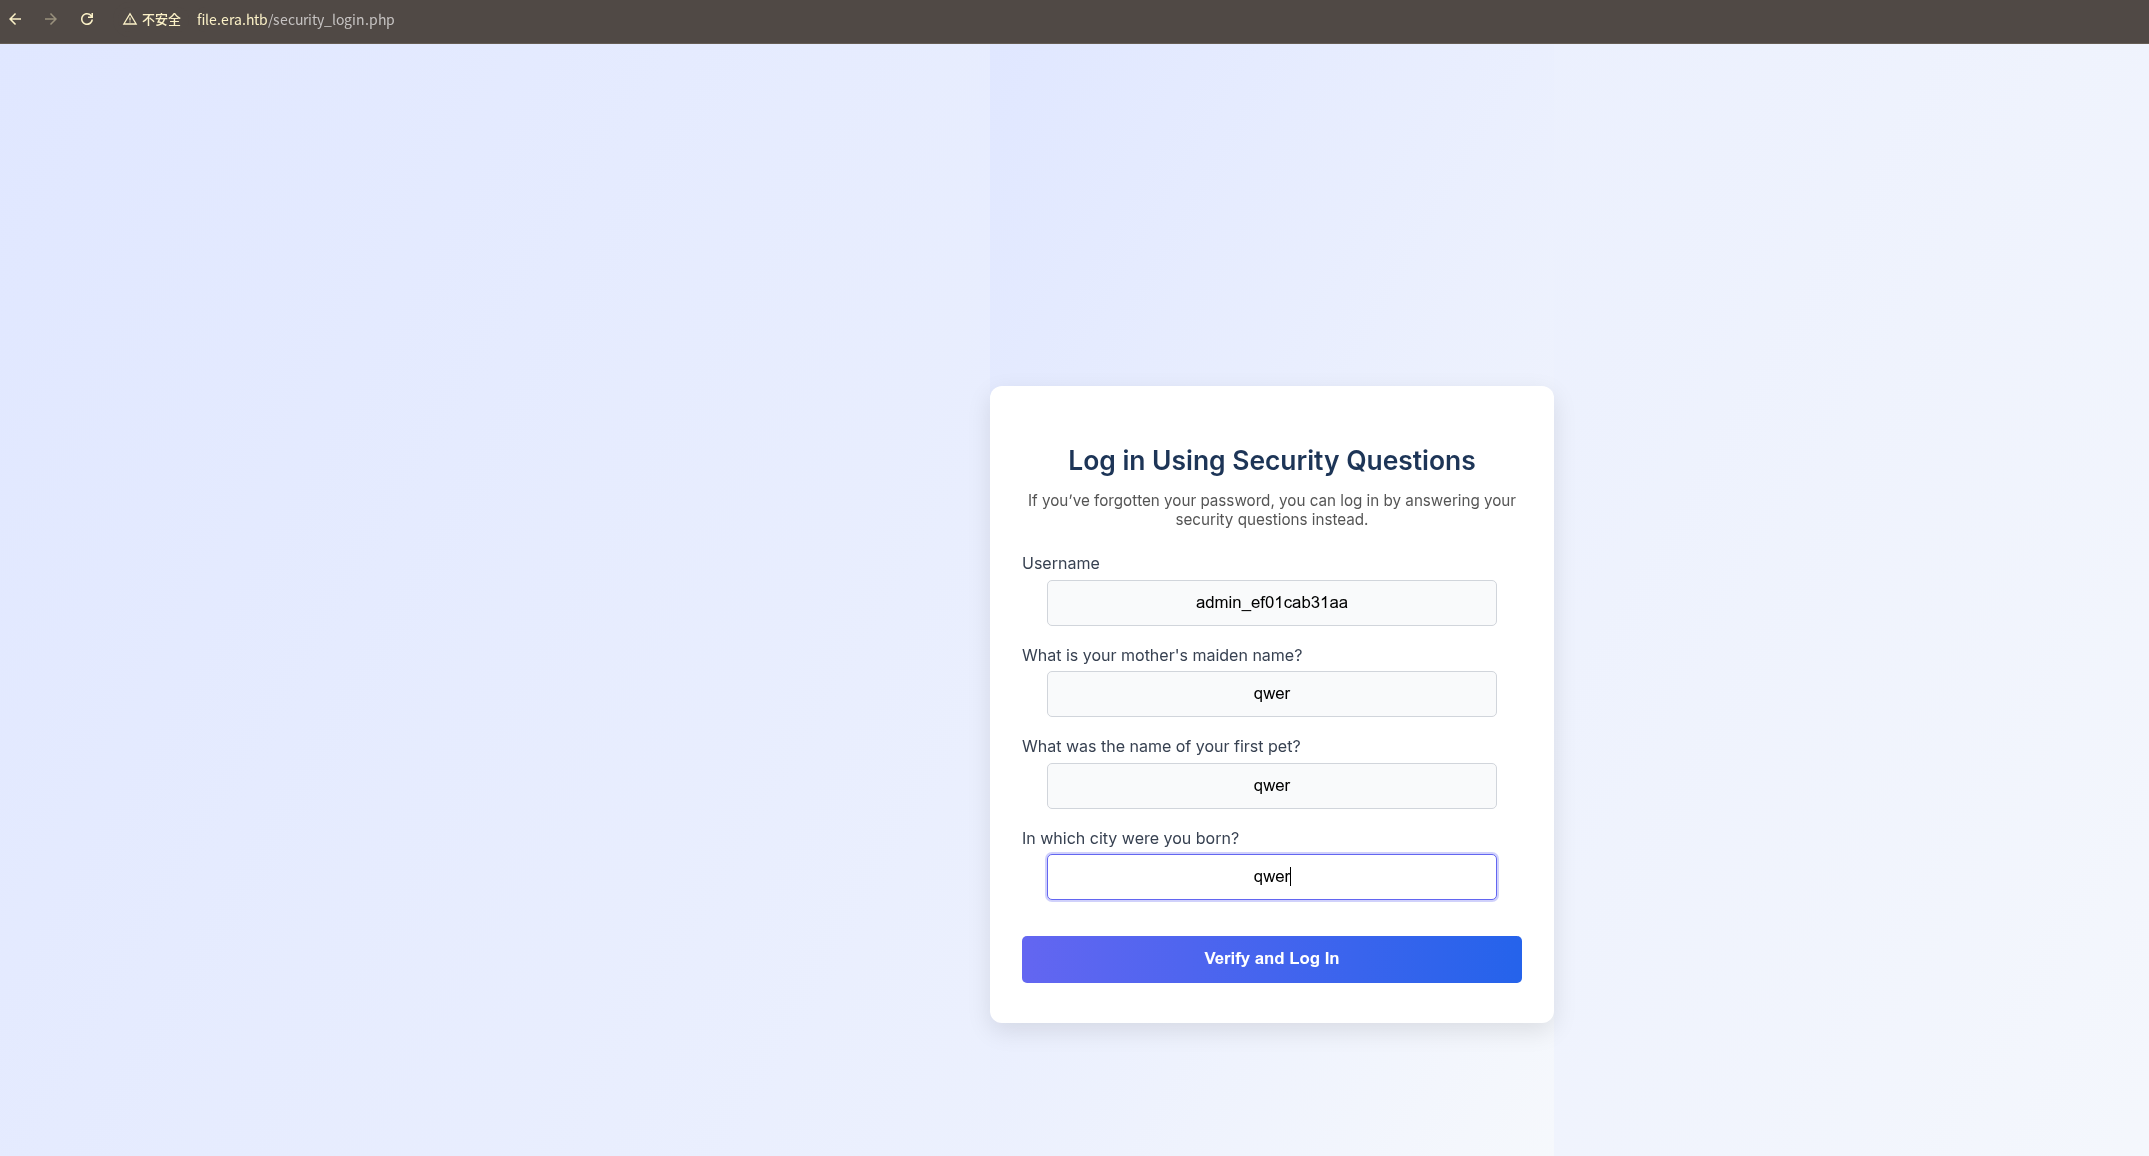 不安全 file.era.htb/security_login.php
Log in Using Security Questions
If you’ve forgotten your password, you can log in by answering your
security questions instead.
Username
admin_ef01cab31aa
What is your mother's maiden name?
qwer
What was the name of your first pet?
qwer
In which city were you born?
qwer
Verify and Log In